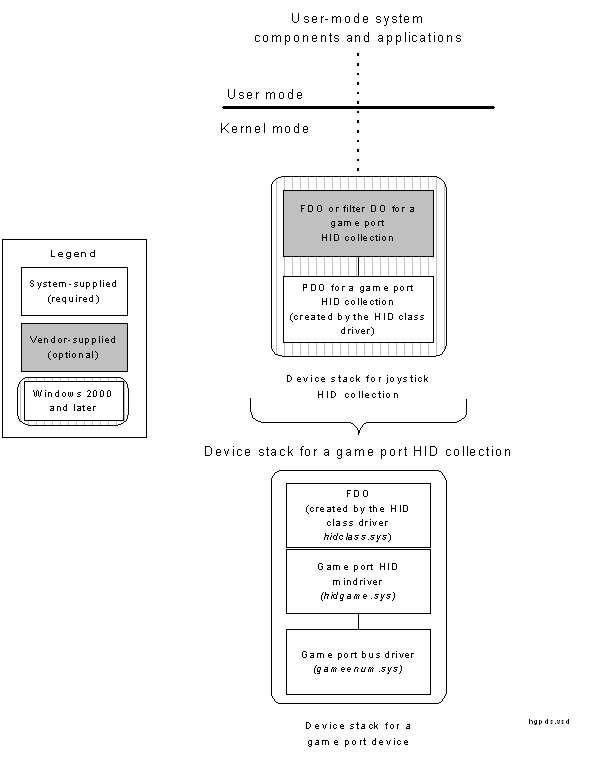 User-mode system
components and applications
User mode
Kernel mode
FDO or filter DO for a
game port
HID collection
PDO for a game port
HID collection
(created by the HID class
driver)
Device stack for joystick
HID collection
Legend
System-supplied
(required)
Vendor-supplied
(optional)
Windows 2000
and later
Device stack for a game port HID collection
FDO
(created by the HID
class driver
hidclass.sys)
Game port HID
mindriver
(hidgame.sys)
Game port bus driver
(gameenum.sys)
Device stack for a
game port device
hgpds.vsd